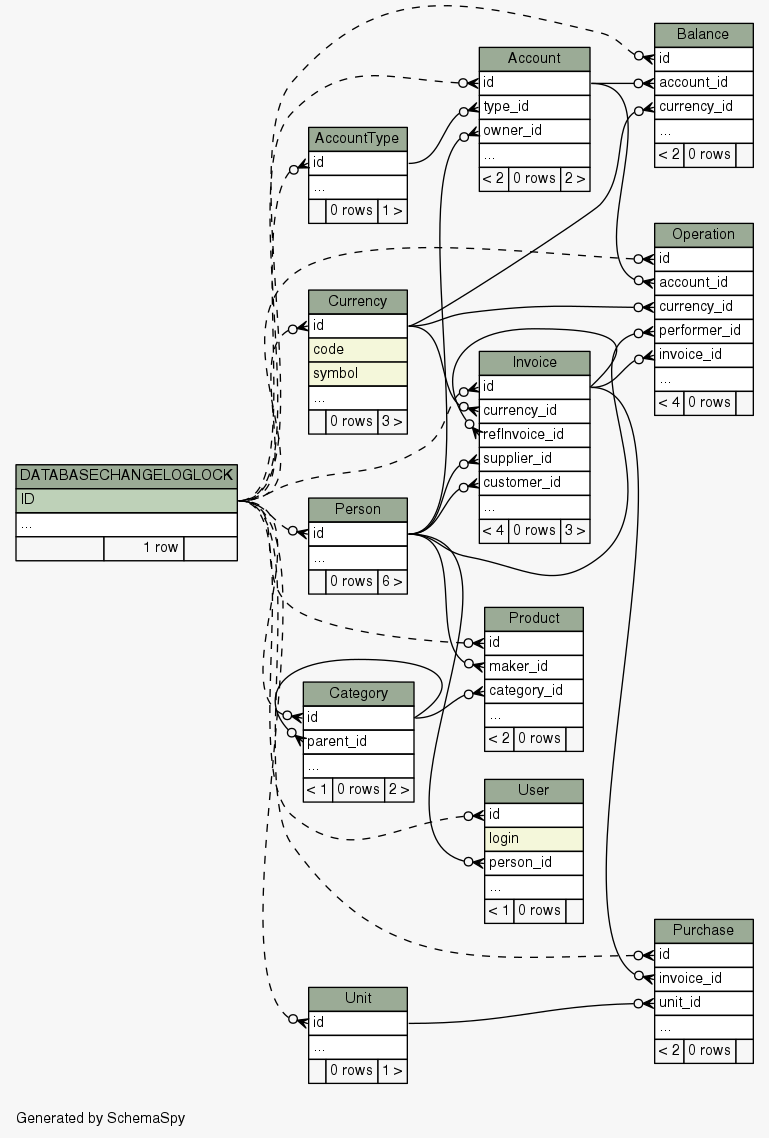 Balance
id
account_id
currency_id
...
< 2 0 rows
Account
id
type_id
owner_id
...
< 2 0 rows 2 >
AccountType
id
...
0 rows 1 >
Operation
id
account_id
currency_id
performer_id
invoice_id
...
< 4 0 rows
Currency
id
code
symbol
...
0 rows 3 >
Invoice
id
currency_id
refInvoice_id
supplier_id
customer_id
...
< 4 0 rows 3 >
DATABASECHANGELOGLOCK
ID
...
1 row
Person
id
...
0 rows 6 >
Product
id
maker_id
category_id
...
< 2 0 rows
Category
id
parent_id
...
< 1 0 rows 2 >
User
id
login
person_id
...
< 1 0 rows
Purchase
id
invoice_id
unit_id
...
< 2 0 rows
Unit
id
...
0 rows 1 >
Generated by SchemaSpy